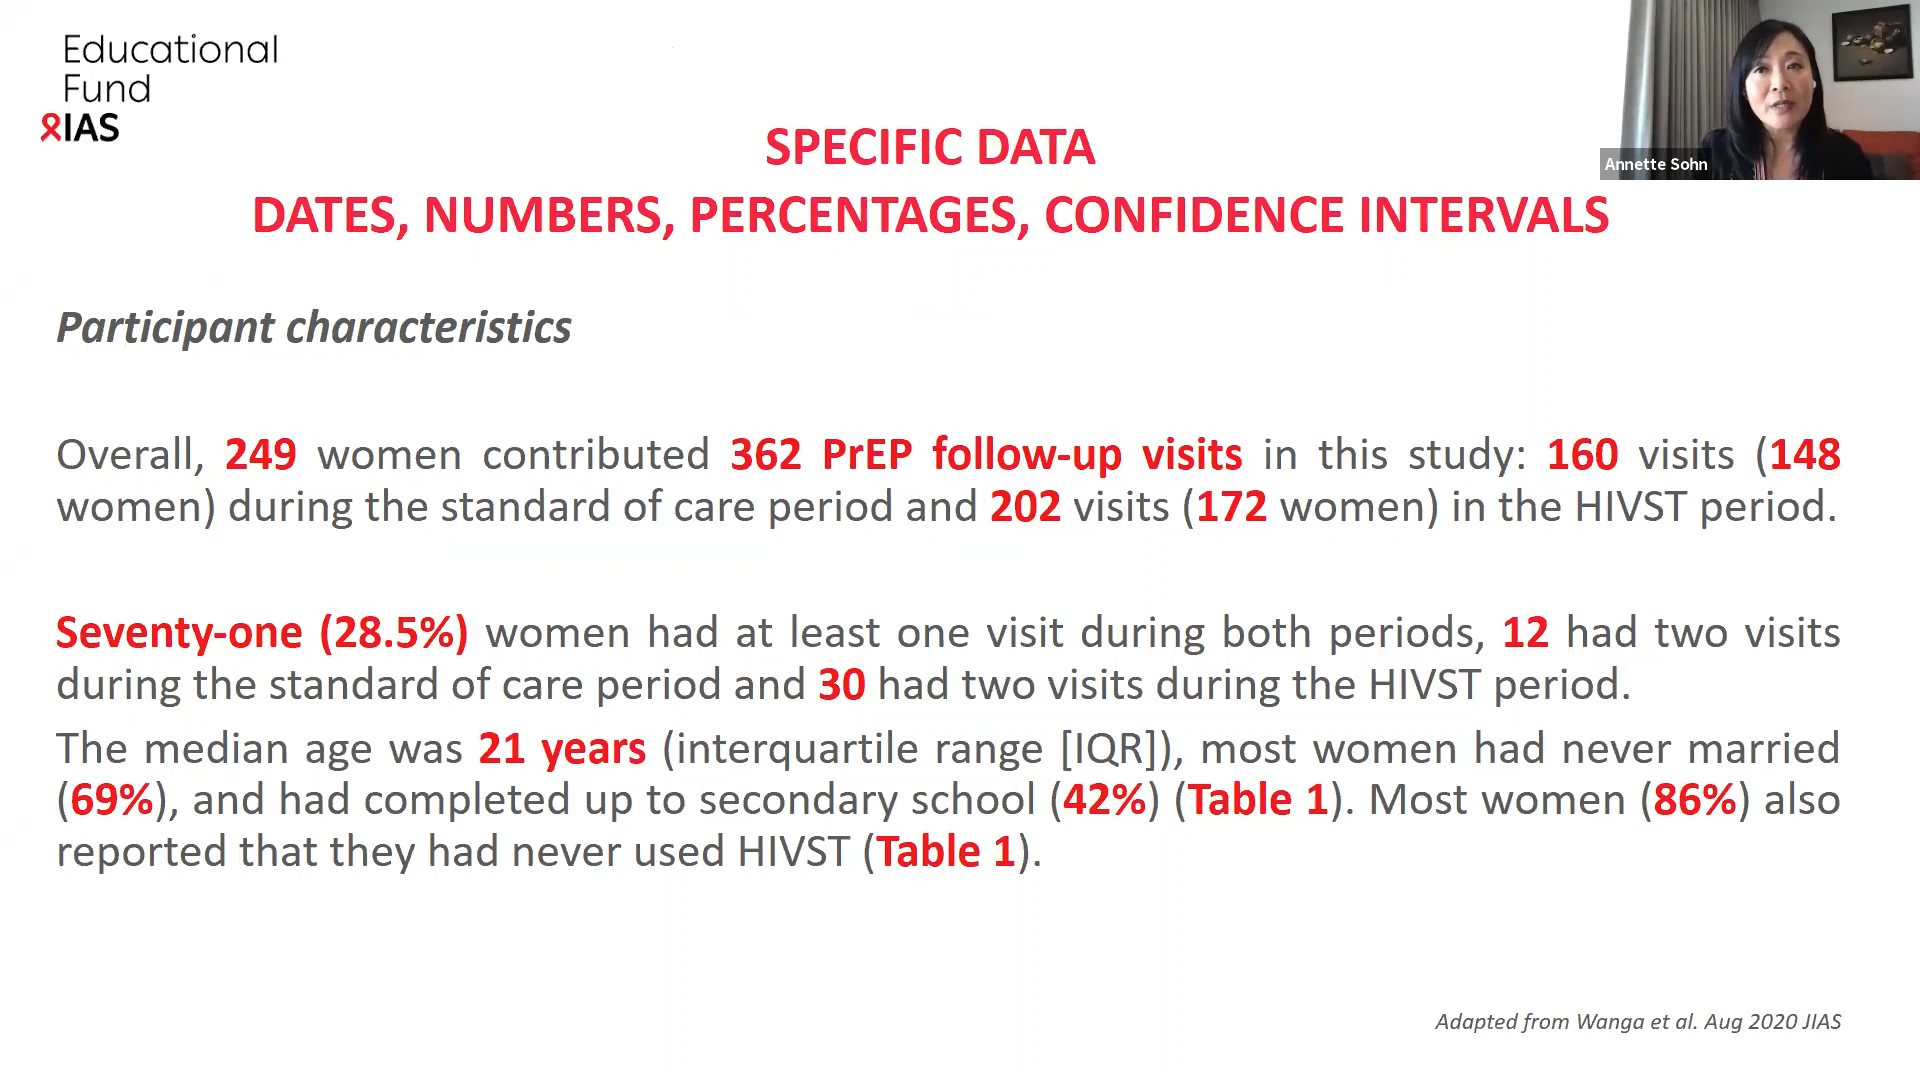 Educational
Fund
IAS
Annette Sohn
SPECIFIC DATA
DATES, NUMBERS, PERCENTAGES, CONFIDENCE INTERVALS
Participant characteristics
Overall, 249 women contributed 362 PrEP follow-up visits in this study: 160 visits (148
women) during the standard of care period and 202 visits (172 women) in the HIVST period.
Seventy-one (28.5%) women had at least one visit during both periods, 12 had two visits
during the standard of care period and 30 had two visits during the HIVST period.
The median age was 21 years (interquartile range [IQR]), most women had never married
(69%), and had completed up to secondary school (42%) (Table 1). Most women (86%) also
reported that they had never used HIVST (Table 1).
Adapted from Wanga et al. Aug 2020 JIAS